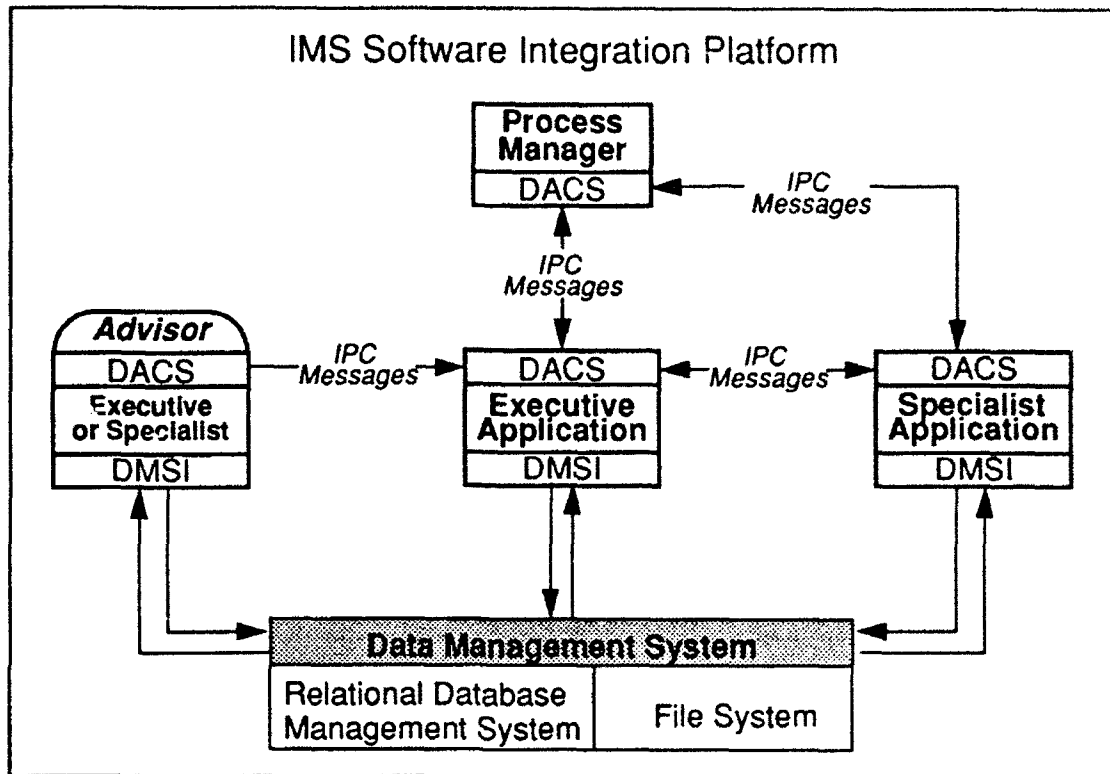 IMS Software Integration Platform
Process
Manager
DACS
IPC
Messages
IPC
Messages
Advisor
DACS
Executive
or Specialist
DMSI
IPC
Messages
DACS
Executive
Application
DMSI
IPC
Messages
DACS
Specialist
Application
DMSI
Data Management System
Relational Database
Management System
File System